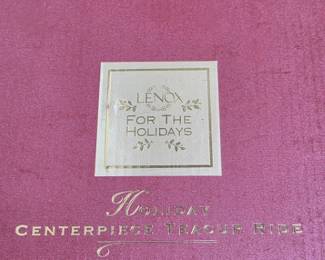 LENOX
FOR THE
HOLIDAYS
Holiday
CENTERPIECE TEACUP RIDE